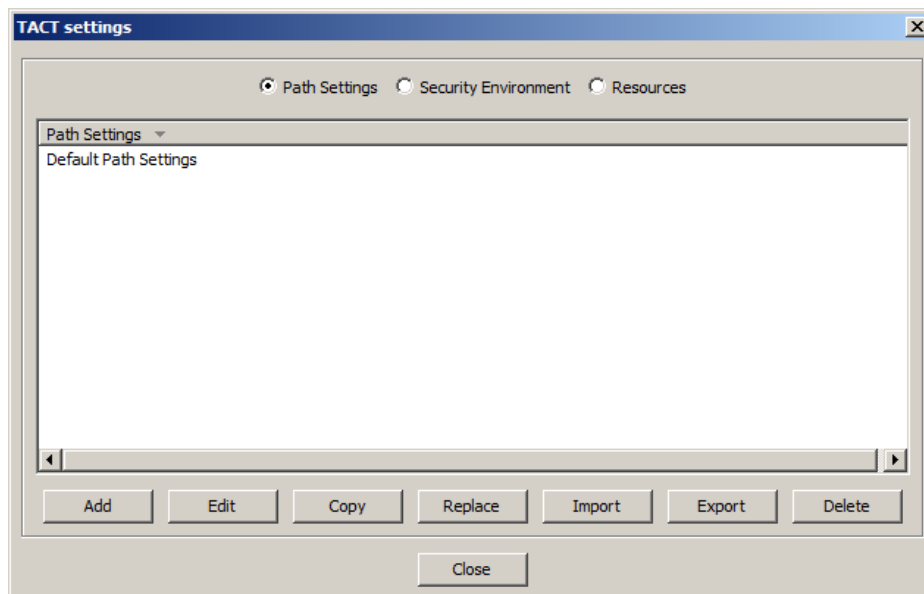 TACT settings
Path Settings Security Environment Resources
Path Settings
Default Path Settings
Add Edit Copy Replace Import Export Delete
Close